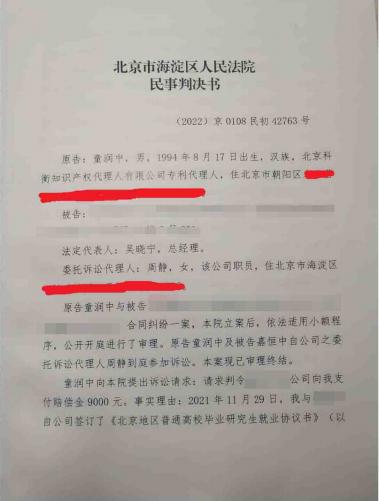 北京市海淀区人民法院
民事判决书
（2022）京 0108 民初 42763 号
原告：童润中，男，1994 年 8 月 17 日出生，汉族，北京科
衡知识产权代理人有限公司专利代理人，住北京市朝阳区
被告：
法定代表人：吴晓宁，总经理。
委托诉讼代理人：周静，女，该公司职员，住北京市海淀区
原告童润中与被告
合同纠纷一案，本院立案后，依法适用小额程
序，公开开庭进行了审理。原告童润中及被告嘉恒中自公司之委
托诉讼代理人周静到庭参加诉讼。本案现已审理终结。
童润中向本院提出诉讼请求：请求判令 公司向我支
付赔偿金 9000 元。事实理由：2021 年 11 月 29 日，我与
自公司签订了《北京地区普通高校毕业研究生就业协议书》（以